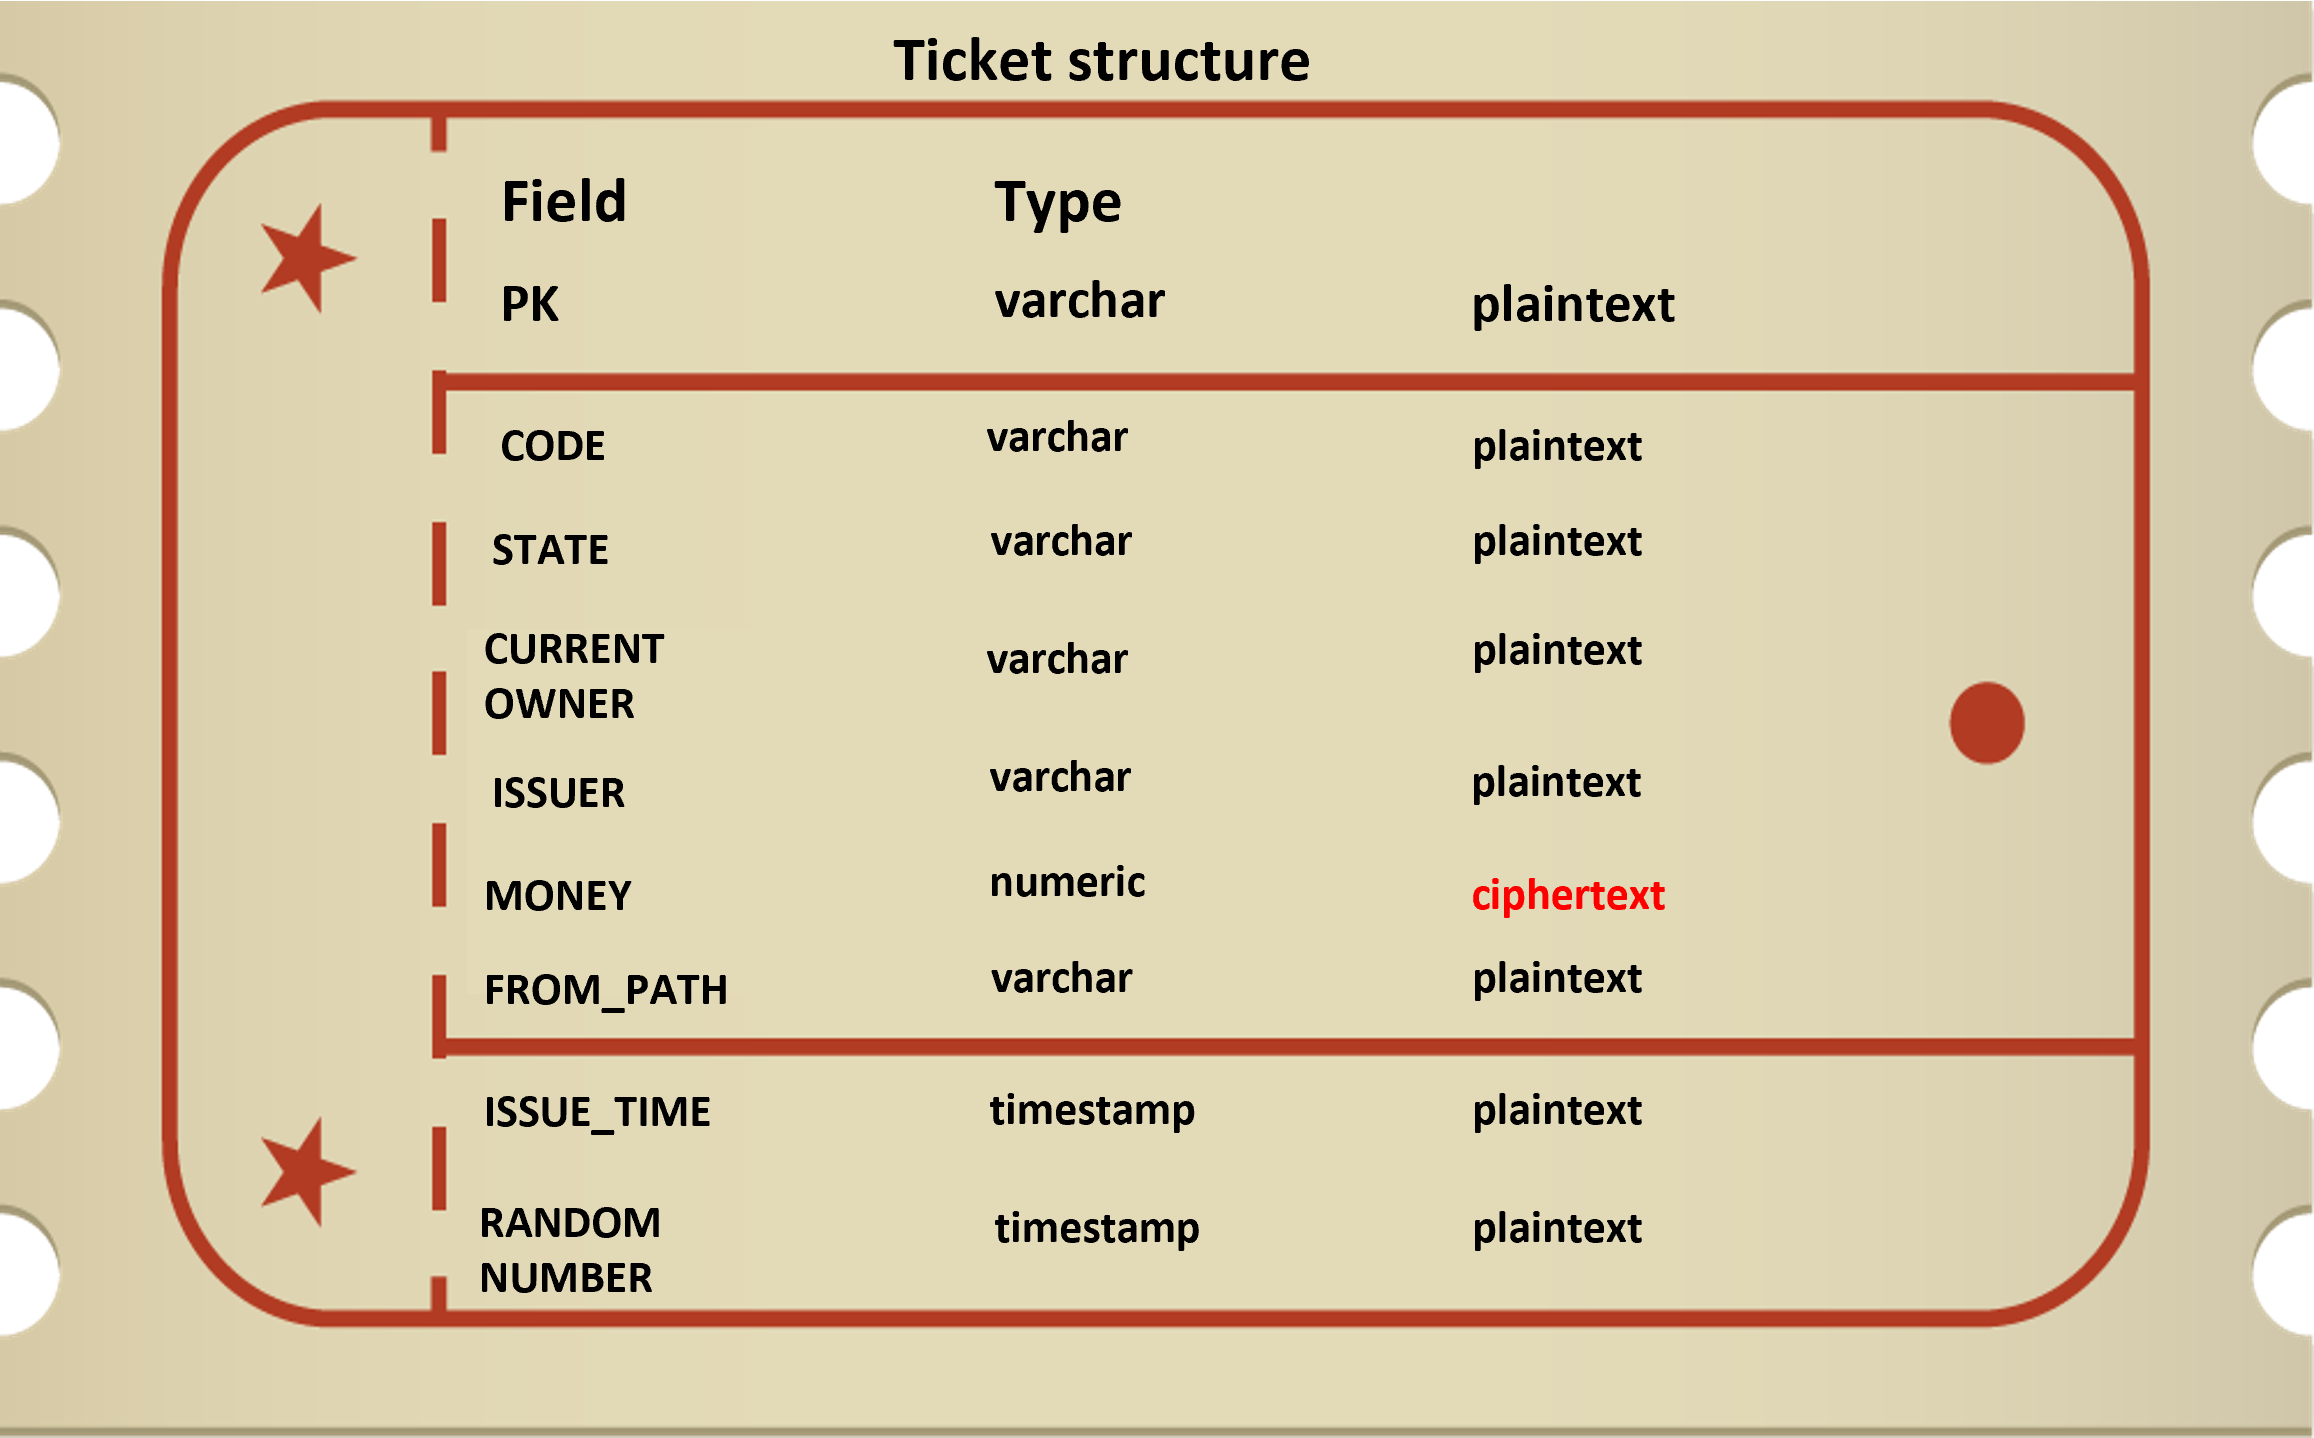 Ticket structure
Field Type
PK varchar plaintext
CODE varchar plaintext
STATE varchar plaintext
CURRENT OWNER varchar plaintext
ISSUER varchar plaintext
MONEY numeric ciphertext
FROM_PATH varchar plaintext
ISSUE_TIME timestamp plaintext
RANDOM NUMBER timestamp plaintext